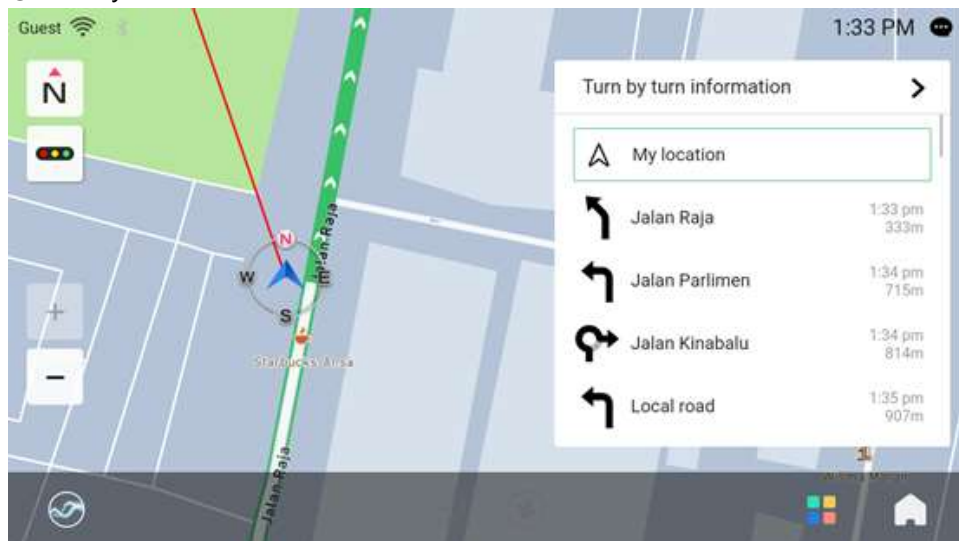 Guest
1:33 PM
N
Turn by turn information
My location
Jalan Raja
1:33 pm
333m
Jalan Parlimen
1:34 pm
715m
Jalan Kinabalu
1:34 pm
814m
Local road
1:35 pm
907m
Jalan Raja
N
W
E
S
+
Starbucks Ansa
−
Jalan Raja